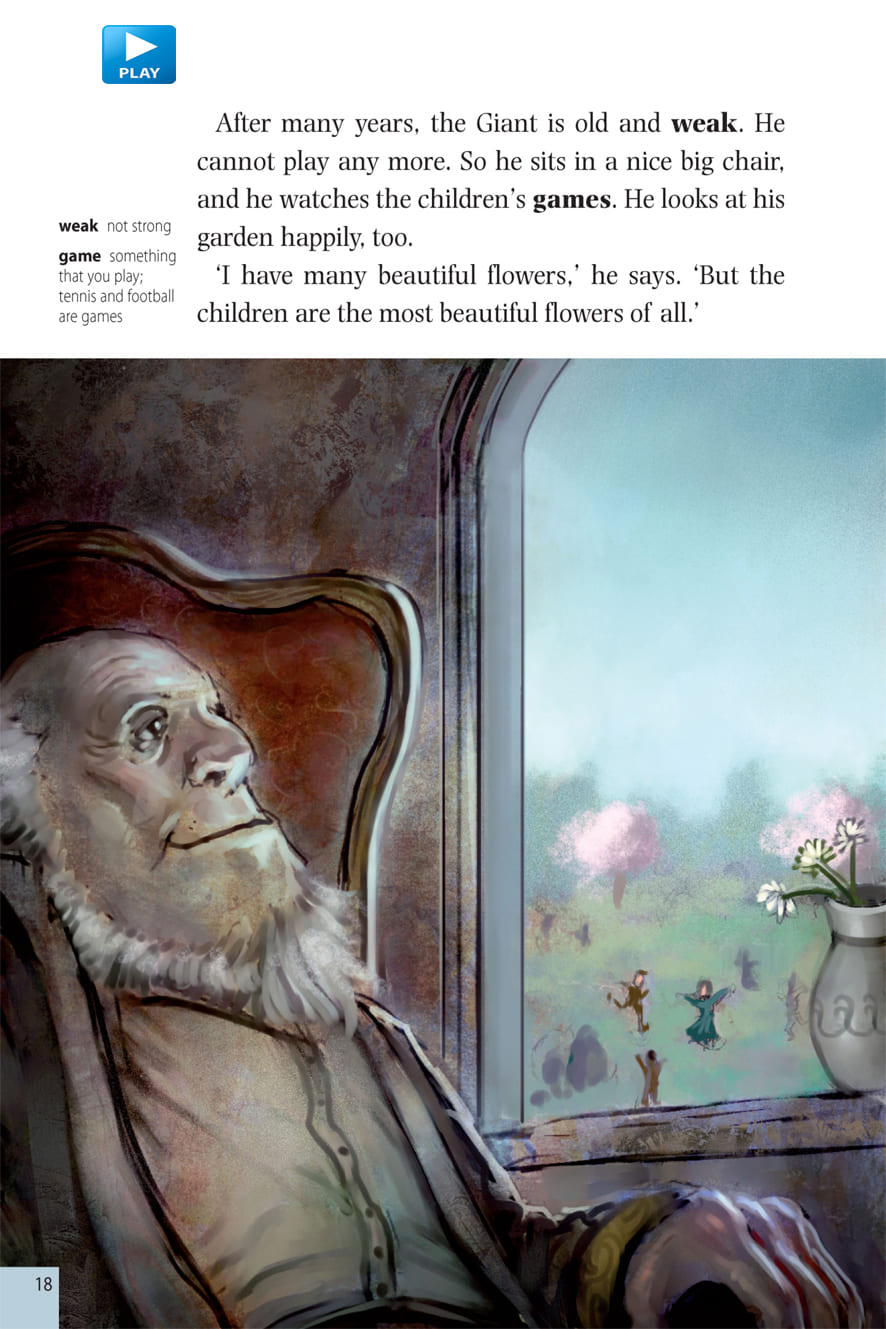 PLAY
After many years, the Giant is old and weak. He
cannot play any more. So he sits in a nice big chair,
and he watches the children’s games. He looks at his
garden happily, too.
‘I have many beautiful flowers,’ he says. ‘But the
children are the most beautiful flowers of all.’
weak not strong
game something
that you play;
tennis and football
are games
18